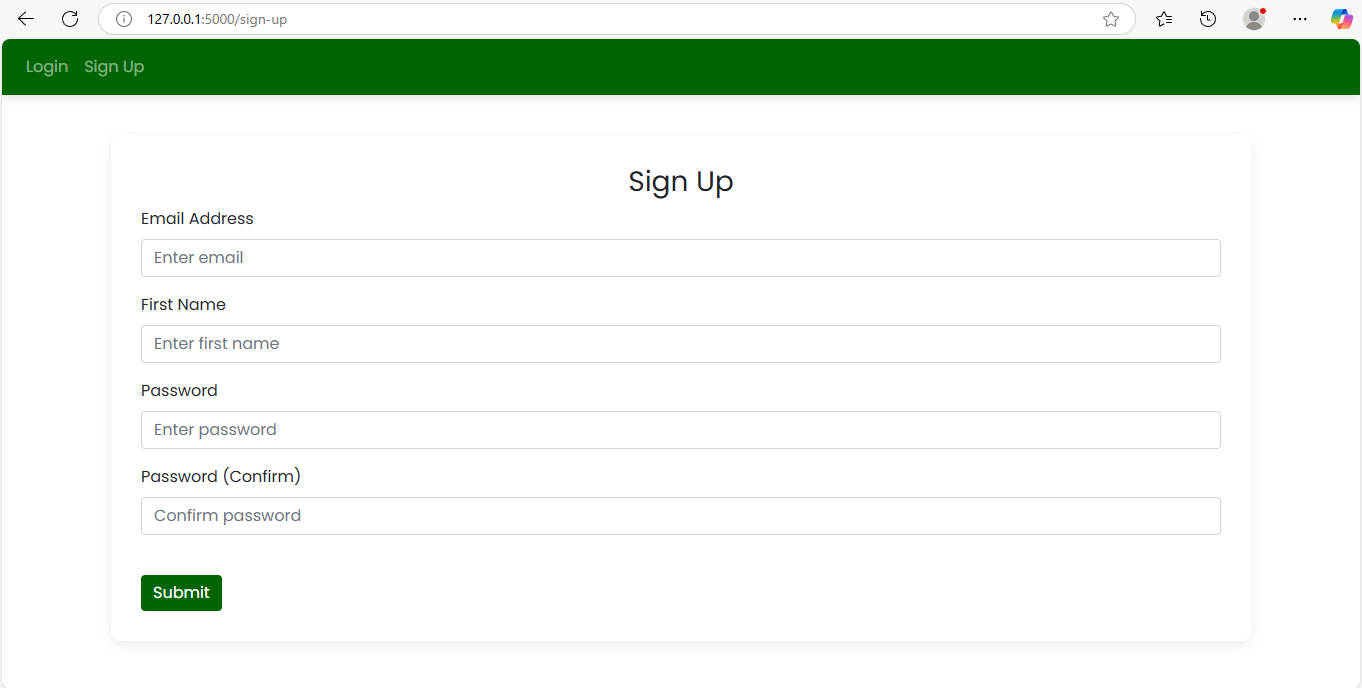 127.0.0.1:5000/sign-up
Login Sign Up
Sign Up
Email Address
Enter email
First Name
Enter first name
Password
Enter password
Password (Confirm)
Confirm password
Submit